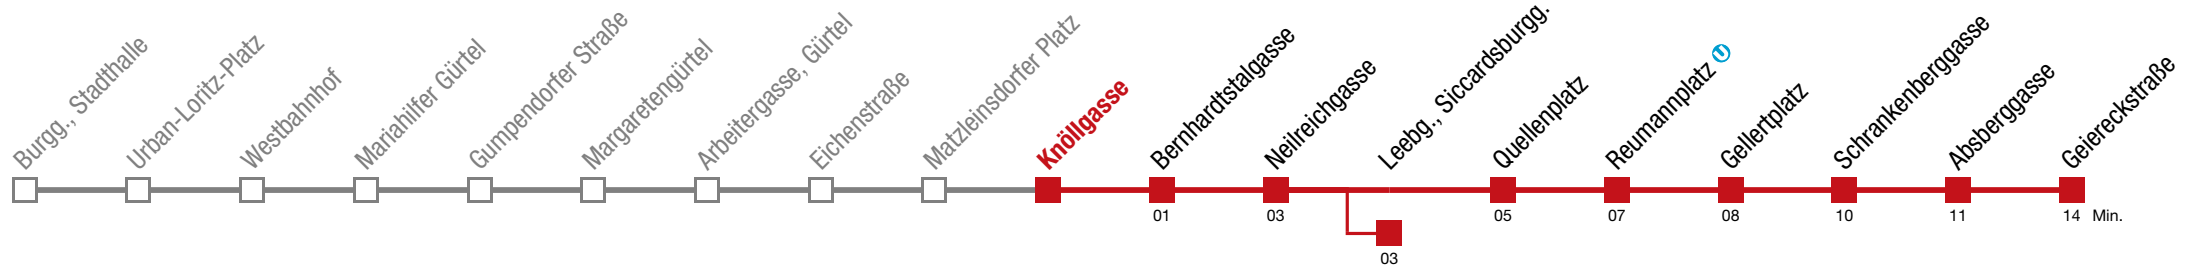 Burgg., Stadthalle
Urban-Loritz-Platz
Westbahnhof
Mariahilfer Gürtel
Gumpendorfer Straße
Margaretengürtel
Arbeitergasse, Gürtel
Eichenstraße
Matzleinsdorfer Platz
Knöllgasse
Bernhardtstalgasse
Neilreichgasse
Leebg., Siccardsburgg.
Quellenplatz
Reumannplatz U
Gellertplatz
Schrankenberggasse
Absberggasse
Geiereckstraße
01 03 05 07 08 10 11 14 Min.
03